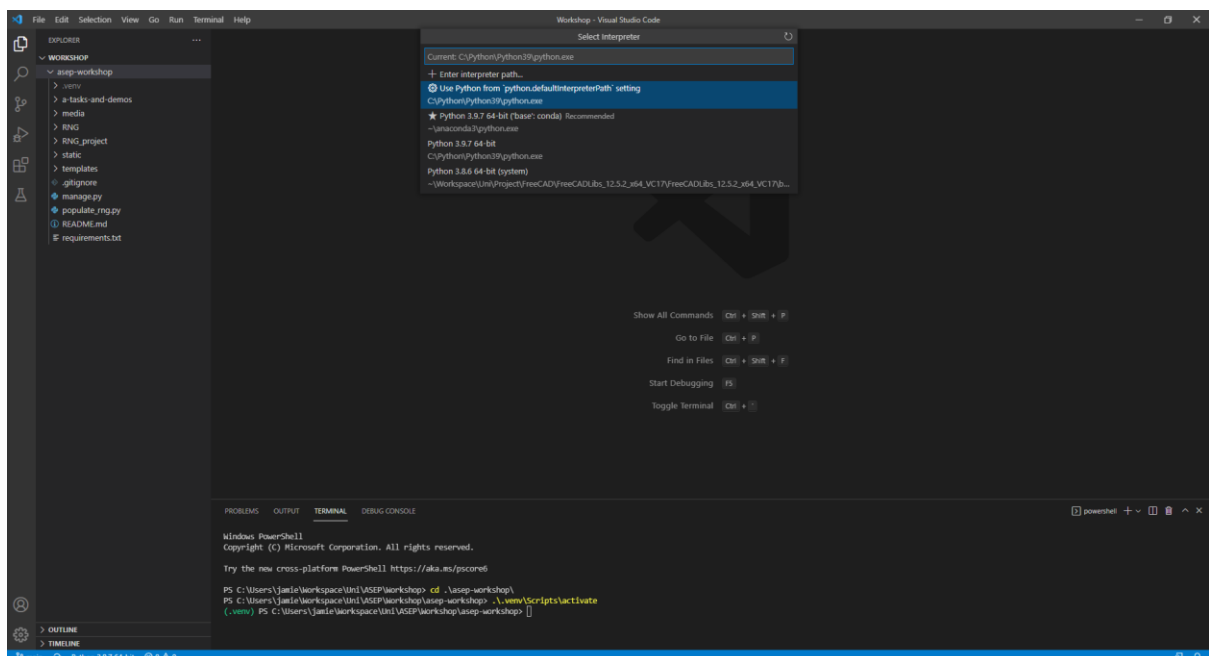 File Edit Selection View Go Run Terminal Help
Workshop - Visual Studio Code
EXPLORER
WORKSHOP
asep-workshop
.venv
a-tasks-and-demos
media
RNG
RNG_project
static
templates
.gitignore
manage.py
populate_rng.py
README.md
requirements.txt
OUTLINE
TIMELINE
Select Interpreter
Current: C:\Python\Python39\python.exe
+ Enter interpreter path...
Use Python from `python.defaultInterpreterPath` setting
C:\Python\Python39\python.exe
Python 3.9.7 64-bit ('base': conda) Recommended
~\anaconda3\python.exe
Python 3.9.7 64-bit
C:\Python\Python39\python.exe
Python 3.8.6 64-bit (system)
~\Workspace\Uni\Project\FreeCAD\FreeCADLibs_12.5.2_x64_VC17\FreeCADLibs_12.5.2_x64_VC17\b...
Show All Commands Ctrl + Shift + P
Go to File Ctrl + P
Find in Files Ctrl + Shift + F
Start Debugging F5
Toggle Terminal Ctrl + `
PROBLEMS OUTPUT TERMINAL DEBUG CONSOLE
powershell
Windows PowerShell
Copyright (C) Microsoft Corporation. All rights reserved.
Try the new cross-platform PowerShell https://aka.ms/pscore6
PS C:\Users\jamie\Workspace\Uni\ASEP\Workshop> cd .\asep-workshop\
PS C:\Users\jamie\Workspace\Uni\ASEP\Workshop\asep-workshop> .\.venv\Scripts\activate
(.venv) PS C:\Users\jamie\Workspace\Uni\ASEP\Workshop\asep-workshop>